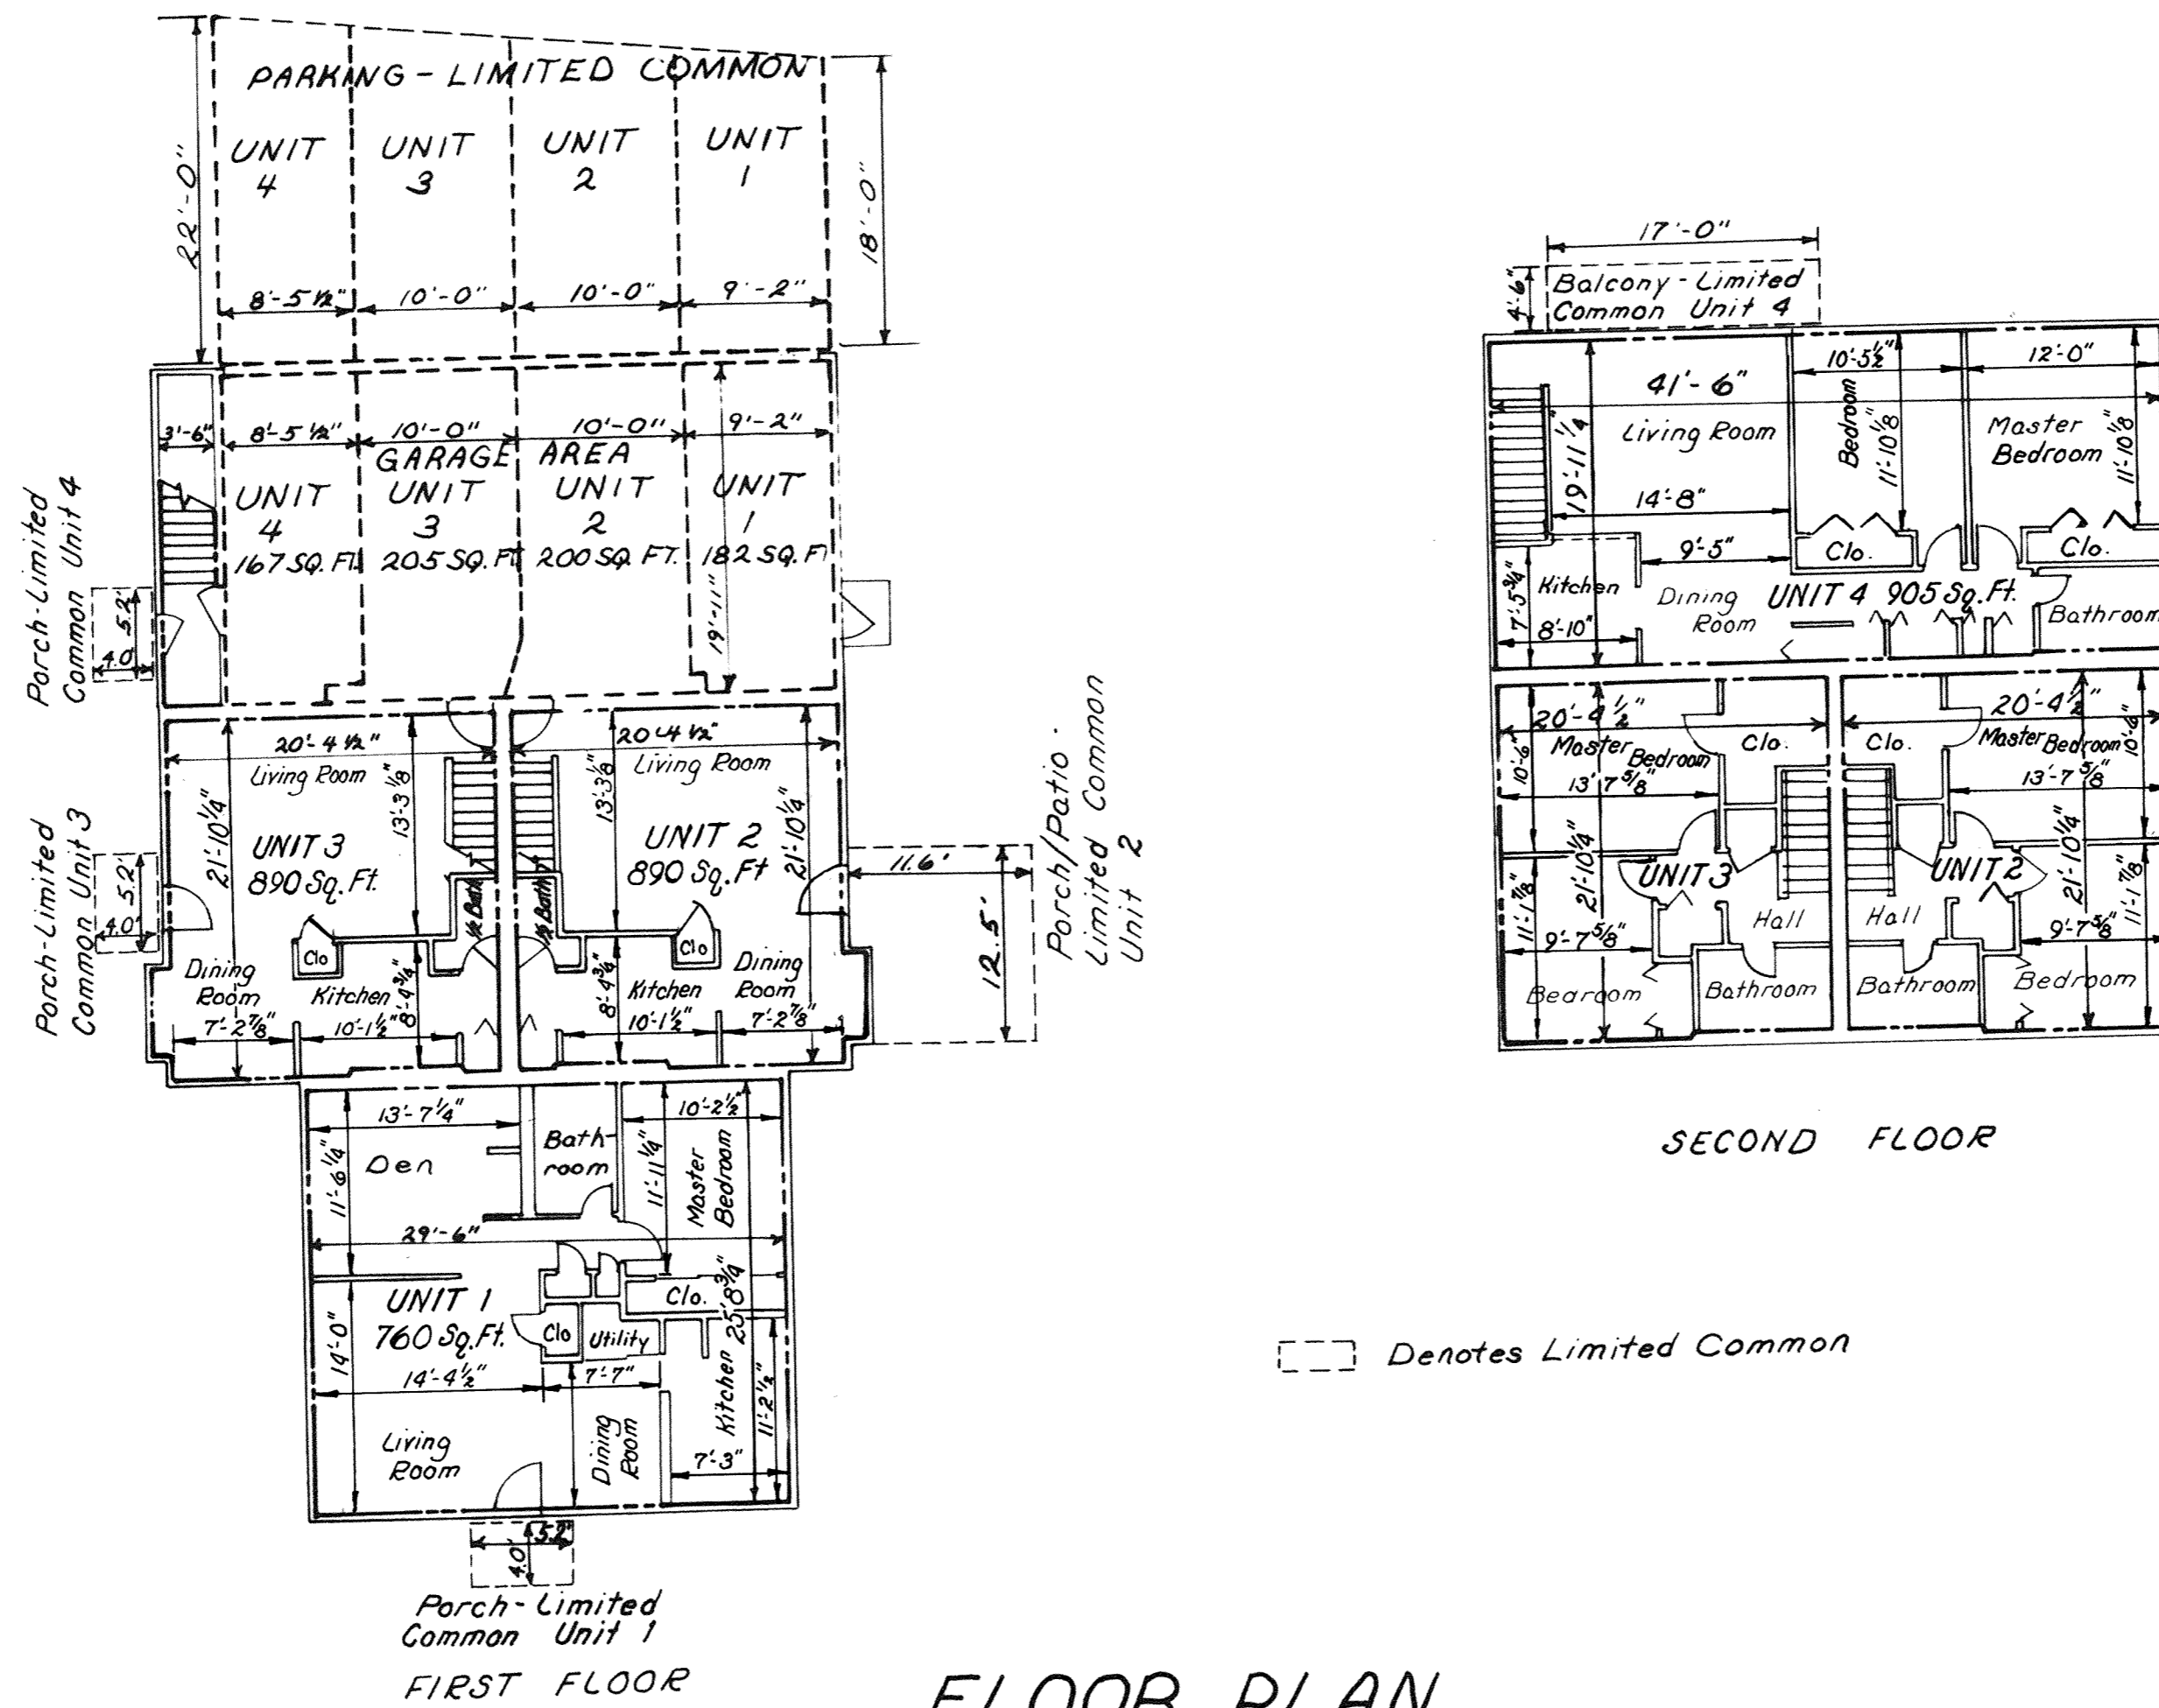 PARKING - LIMITED COMMON
22'-0"
18'-0"
UNIT
4
UNIT
3
UNIT
2
UNIT
1
8'-5 1/2"
10'-0"
10'-0"
9'-2"
3'-6"
8'-5 1/2"
10'-0"
10'-0"
9'-2"
GARAGE AREA
UNIT
4
167 SQ. Ft.
UNIT
3
205 SQ. Ft
UNIT
2
200 SQ. FT.
UNIT
1
182 SQ. F
19'-11"
Porch-Limited
Common Unit 4
5.2'
4.0'
20'-4 1/2"
Living Room
13'-3 1/8"
21'-10 1/4"
UNIT 3
890 Sq. Ft.
20-4 1/2"
Living Room
13'-3 1/8"
21'-10 1/4"
UNIT 2
890 Sq. Ft
1/2 Bath
1/2 Bath
Porch-Limited
Common Unit 3
5.2'
4.0'
Clo
Clo
Dining
Room
Kitchen
8'-4 3/4"
7'-2 7/8"
10'-1 1/2"
8'-4 3/4"
Kitchen
Dining
Room
10'-1 1/2"
7'-2 7/8"
11.6'
12.5'
Porch/Patio -
Limited Common
Unit 2
13'-7 1/4"
Den
11'-6 1/4"
Bath-
room
10'-2 1/2"
11'-11 1/4"
Master
Bedroom
29'-6"
25'-8 3/4"
UNIT 1
760 Sq. Ft.
Clo.
Clo
Utility
14'-0"
14'-4 1/2"
7'-7"
Kitchen
11'-2 1/2"
7'-3"
Living
Room
Dining
Room
5.2'
4.0'
Porch-Limited
Common Unit 1
FIRST FLOOR
17'-0"
4'-6"
Balcony-Limited
Common Unit 4
10'-5 1/2"
12'-0"
41'-6"
19'-11 1/4"
Living Room
Bedroom
11'-10 1/8"
Master
Bedroom
11'-10 1/8"
14'-8"
9'-5"
Clo.
Clo.
Kitchen
7'-5 3/4"
8'-10"
Dining
Room
UNIT 4 905 Sq. Ft.
Bathroom
20'-4 1/2"
20'-4 1/2"
Master Bedroom
Clo.
Clo.
Master Bedroom
10'-6"
10'-6"
13'-7 5/8"
13'-7 5/8"
21'-10 1/4"
21'-10 1/4"
UNIT 3
UNIT 2
11'-1 7/8"
11'-1 7/8"
Hall
Hall
9'-7 5/8"
9'-7 5/8"
Bedroom
Bathroom
Bathroom
Bedroom
SECOND FLOOR
Denotes Limited Common
FLOOR PLAN